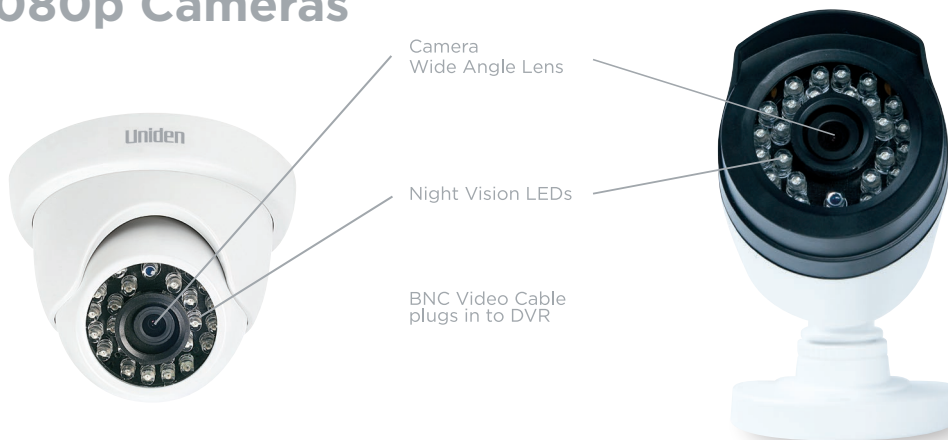 080p Cameras
Camera
Wide Angle Lens
Uniden
Night Vision LEDs
BNC Video Cable
plugs in to DVR